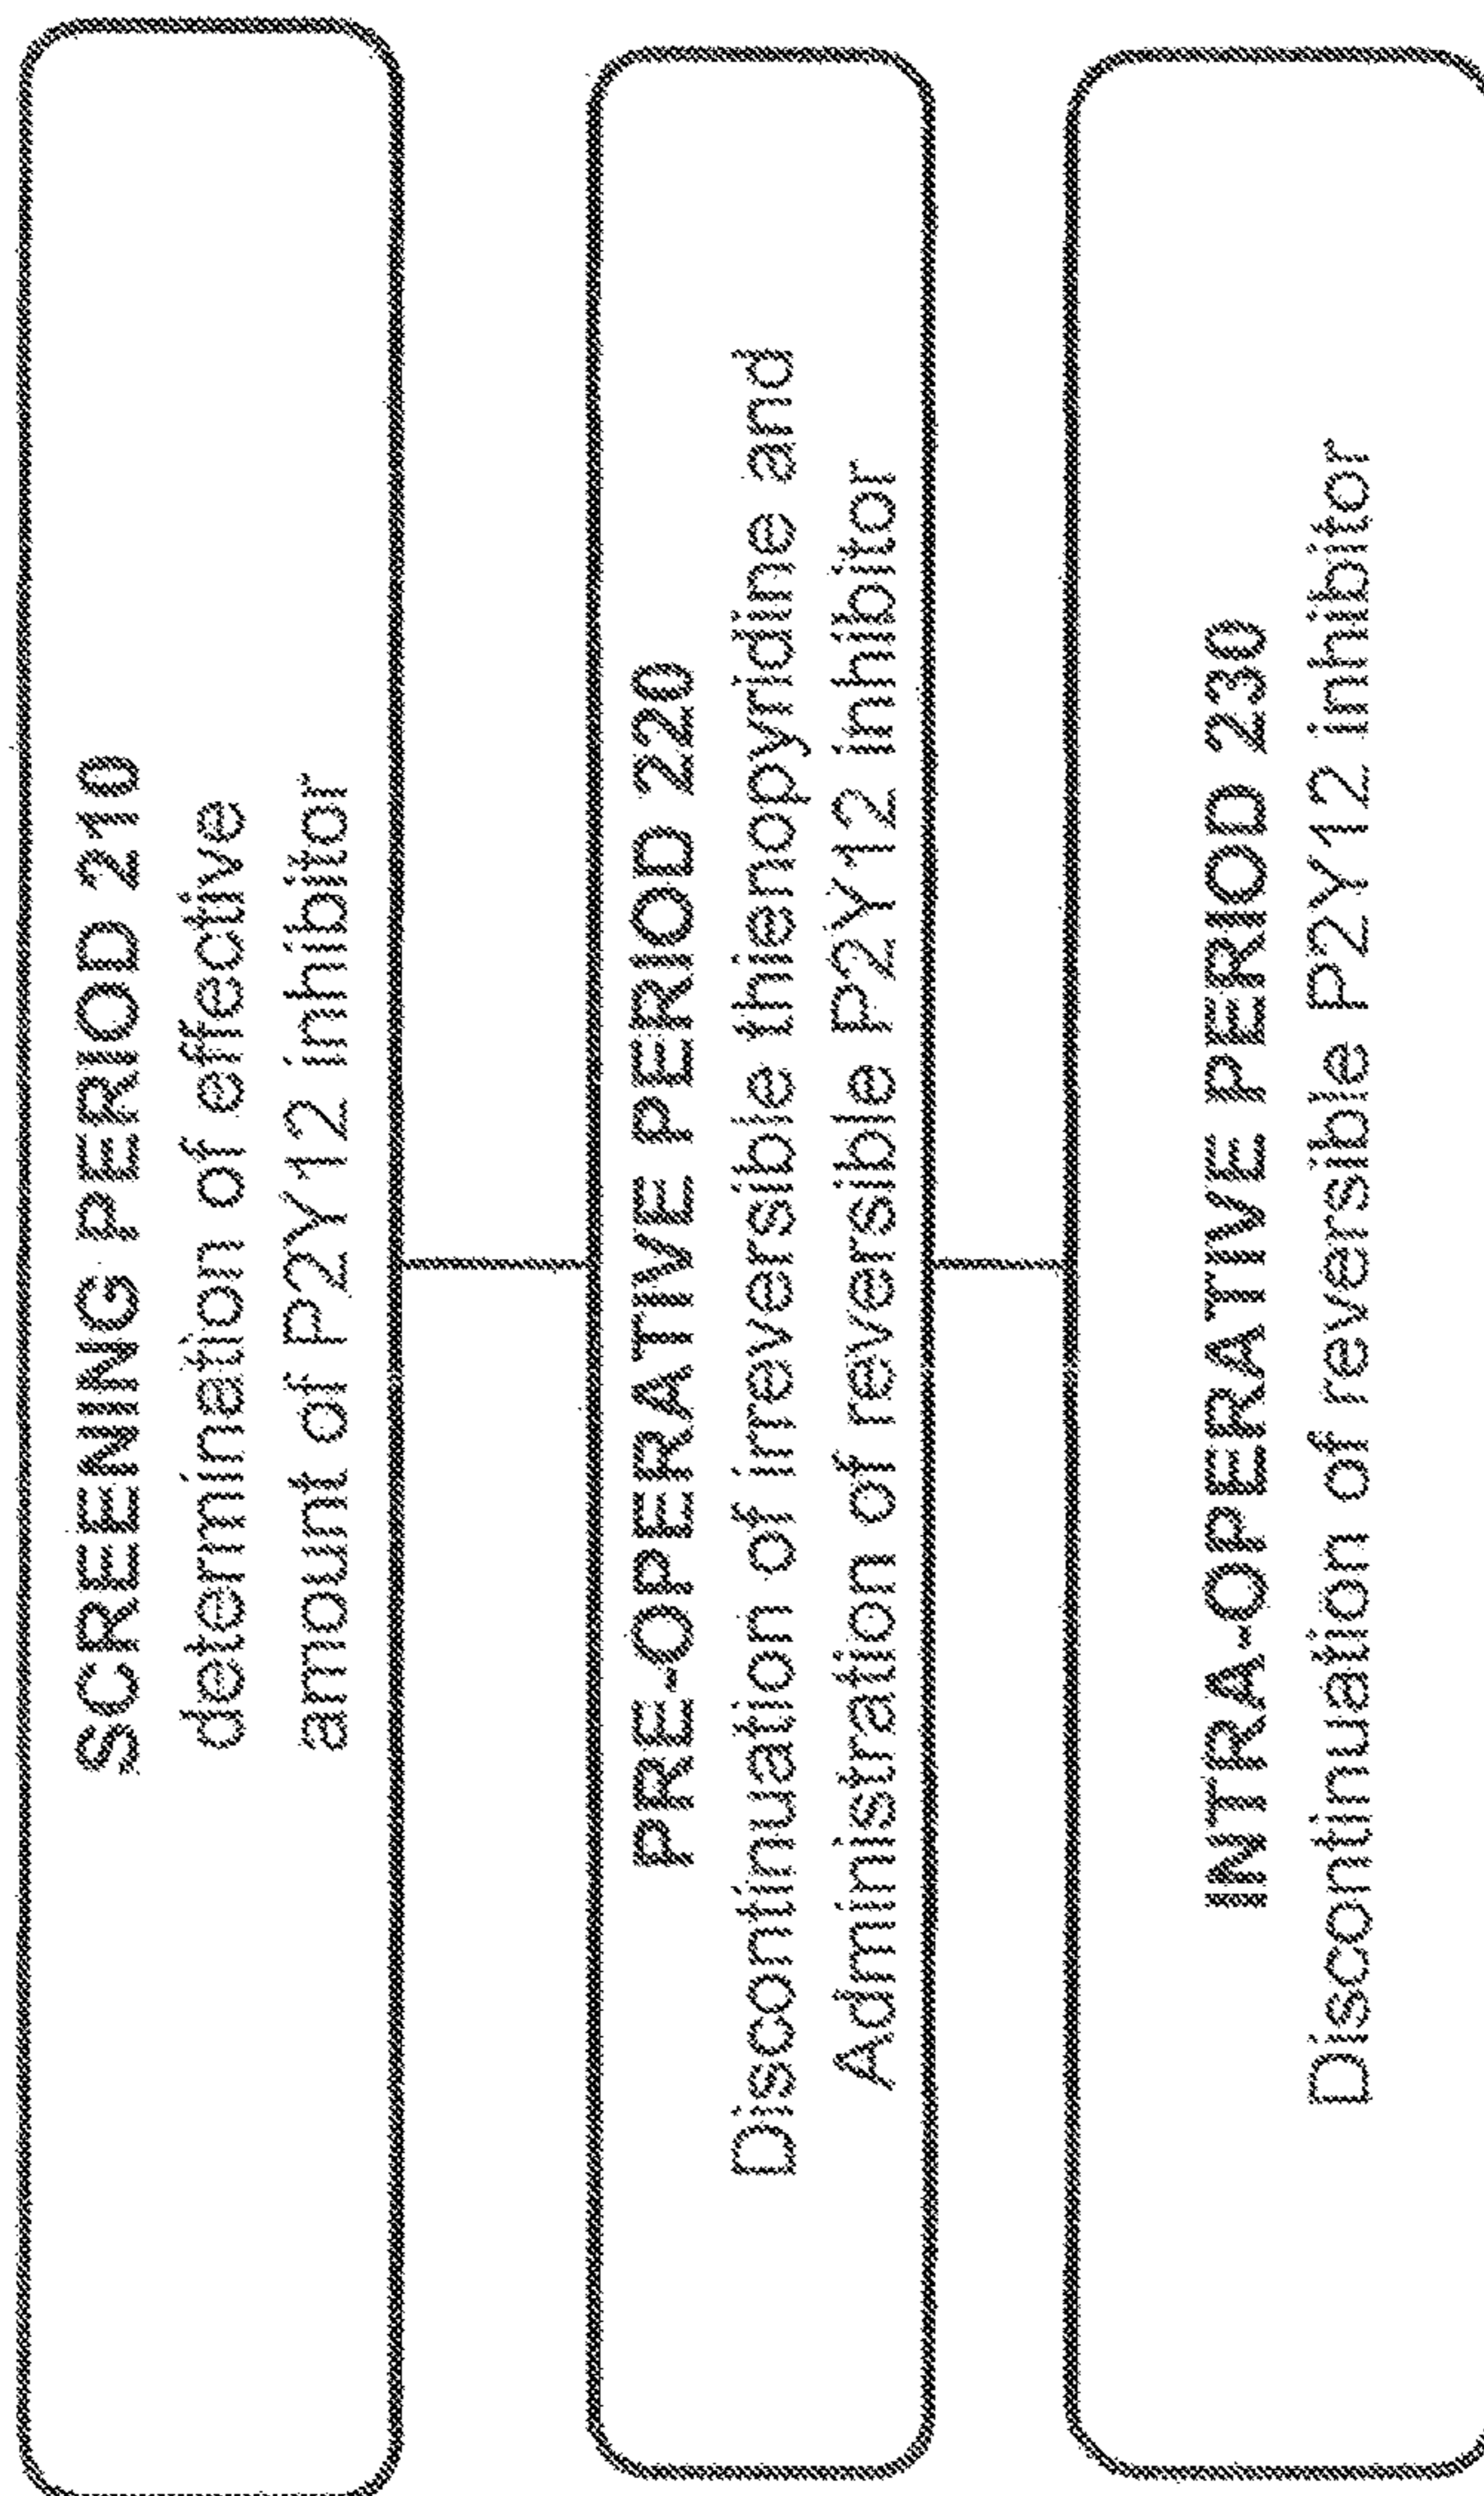 SCREENING PERIOD 210
determination of effective
amount of P2Y12 inhibitor
PRE-OPERATIVE PERIOD 220
Discontinuation of irreversible thienopyridine and
Administration of reversible P2Y12 inhibitor
INTRA-OPERATIVE PERIOD 230
Discontinuation of reversible P2Y12 inhibitor